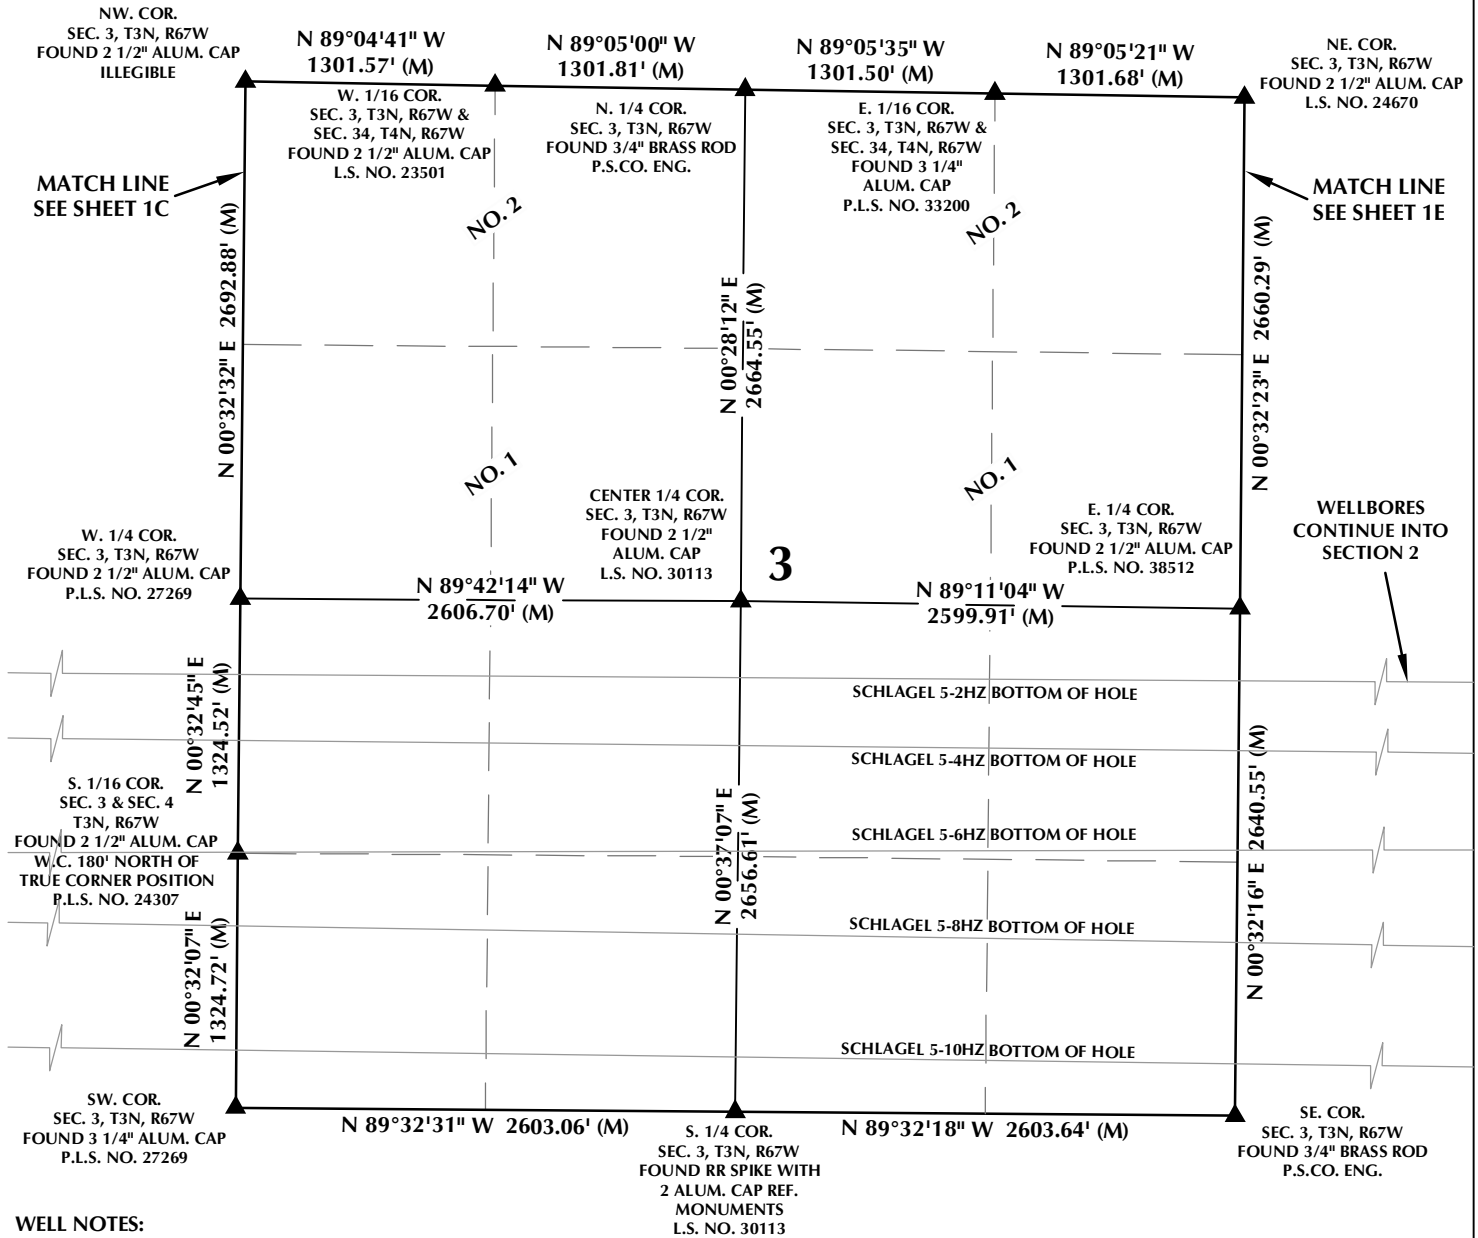 NW. COR.
SEC. 3, T3N, R67W
FOUND 2 1/2" ALUM. CAP
ILLEGIBLE
N 89°04'41" W
1301.57' (M)
N 89°05'00" W
1301.81' (M)
N 89°05'35" W
1301.50' (M)
N 89°05'21" W
1301.68' (M)
NE. COR.
SEC. 3, T3N, R67W
FOUND 2 1/2" ALUM. CAP
L.S. NO. 24670
W. 1/16 COR.
SEC. 3, T3N, R67W &
SEC. 34, T4N, R67W
FOUND 2 1/2" ALUM. CAP
L.S. NO. 23501
N. 1/4 COR.
SEC. 3, T3N, R67W
FOUND 3/4" BRASS ROD
P.S.CO. ENG.
E. 1/16 COR.
SEC. 3, T3N, R67W &
SEC. 34, T4N, R67W
FOUND 3 1/4"
ALUM. CAP
P.L.S. NO. 33200
MATCH LINE
SEE SHEET 1C
MATCH LINE
SEE SHEET 1E
NO. 2
NO. 2
N 00°32'32" E 2692.88' (M)
N 00°28'12" E
2664.55' (M)
N 00°32'23" E 2660.29' (M)
NO. 1
NO. 1
CENTER 1/4 COR.
SEC. 3, T3N, R67W
FOUND 2 1/2"
ALUM. CAP
L.S. NO. 30113
3
E. 1/4 COR.
SEC. 3, T3N, R67W
FOUND 2 1/2" ALUM. CAP
P.L.S. NO. 38512
WELLBORES
CONTINUE INTO
SECTION 2
W. 1/4 COR.
SEC. 3, T3N, R67W
FOUND 2 1/2" ALUM. CAP
P.L.S. NO. 27269
N 89°42'14" W
2606.70' (M)
N 89°11'04" W
2599.91' (M)
N 00°32'45" E
1324.52' (M)
SCHLAGEL 5-2HZ BOTTOM OF HOLE
SCHLAGEL 5-4HZ BOTTOM OF HOLE
S. 1/16 COR.
SEC. 3 & SEC. 4
T3N, R67W
FOUND 2 1/2" ALUM. CAP
W.C. 180' NORTH OF
TRUE CORNER POSITION
P.L.S. NO. 24307
N 00°37'07" E
2656.61' (M)
SCHLAGEL 5-6HZ BOTTOM OF HOLE
N 00°32'16" E 2640.55' (M)
N 00°32'07" E
1324.72' (M)
SCHLAGEL 5-8HZ BOTTOM OF HOLE
SCHLAGEL 5-10HZ BOTTOM OF HOLE
SW. COR.
SEC. 3, T3N, R67W
FOUND 3 1/4" ALUM. CAP
P.L.S. NO. 27269
N 89°32'31" W 2603.06' (M)
S. 1/4 COR.
SEC. 3, T3N, R67W
FOUND RR SPIKE WITH
2 ALUM. CAP REF.
MONUMENTS
L.S. NO. 30113
N 89°32'18" W 2603.64' (M)
SE. COR.
SEC. 3, T3N, R67W
FOUND 3/4" BRASS ROD
P.S.CO. ENG.
WELL NOTES: